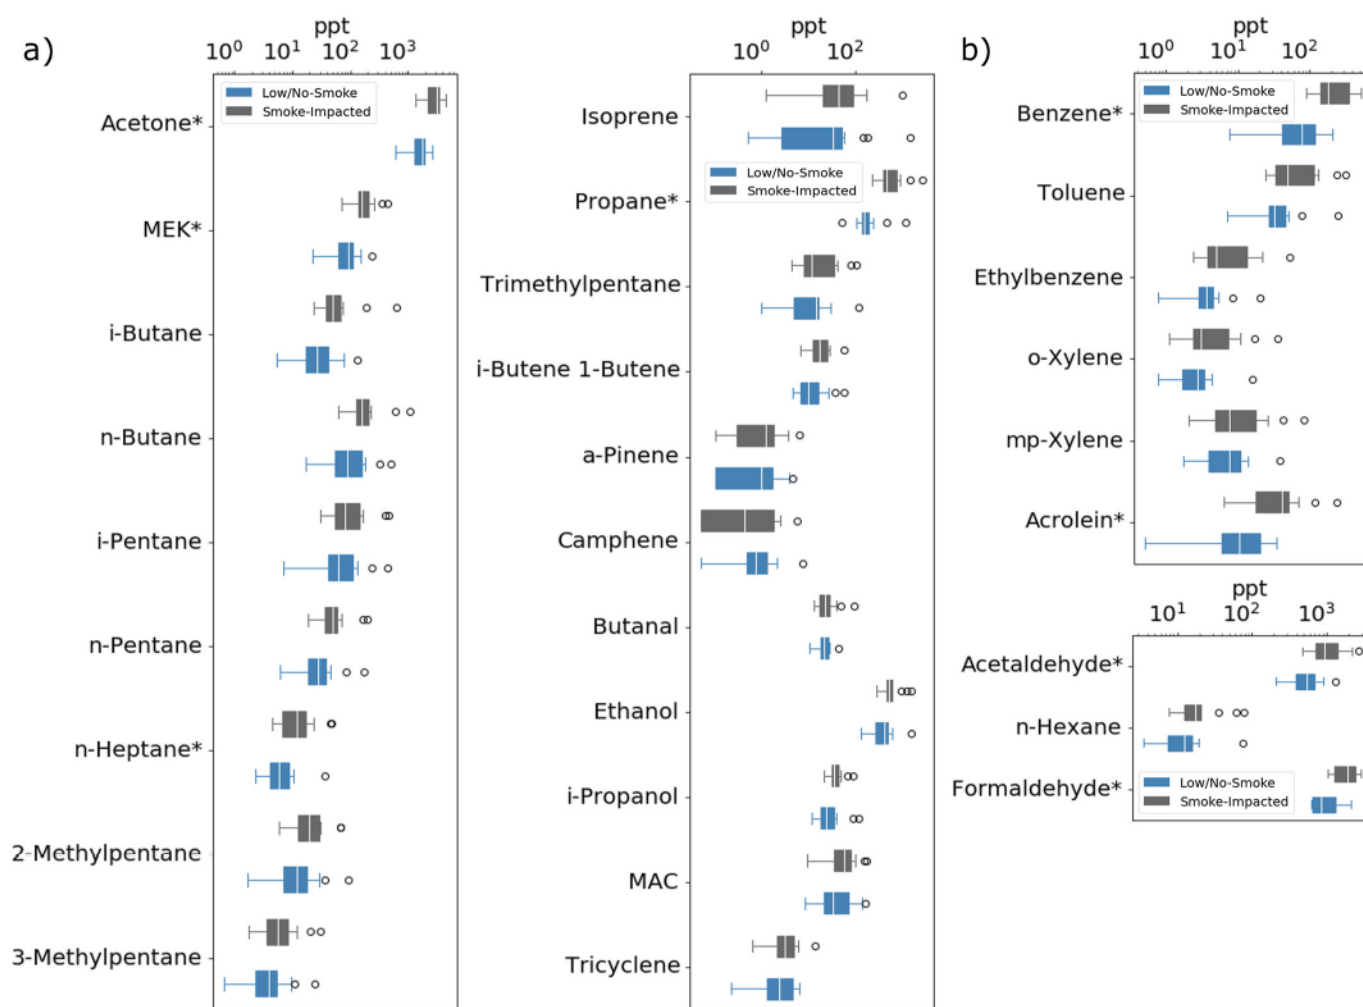 a)
ppt
10⁰ 10¹ 10² 10³
Low/No-Smoke
Smoke-Impacted
Acetone*
MEK*
i-Butane
n-Butane
i-Pentane
n-Pentane
n-Heptane*
2-Methylpentane
3-Methylpentane
ppt
10⁰ 10²
Isoprene
Low/No-Smoke
Smoke-Impacted
Propane*
Trimethylpentane
i-Butene 1-Butene
a-Pinene
Camphene
Butanal
Ethanol
i-Propanol
MAC
Tricyclene
b)
ppt
10⁰ 10¹ 10²
Low/No-Smoke
Smoke-Impacted
Benzene*
Toluene
Ethylbenzene
o-Xylene
mp-Xylene
Acrolein*
ppt
10¹ 10² 10³
Acetaldehyde*
n-Hexane
Formaldehyde*
Low/No-Smoke
Smoke-Impacted